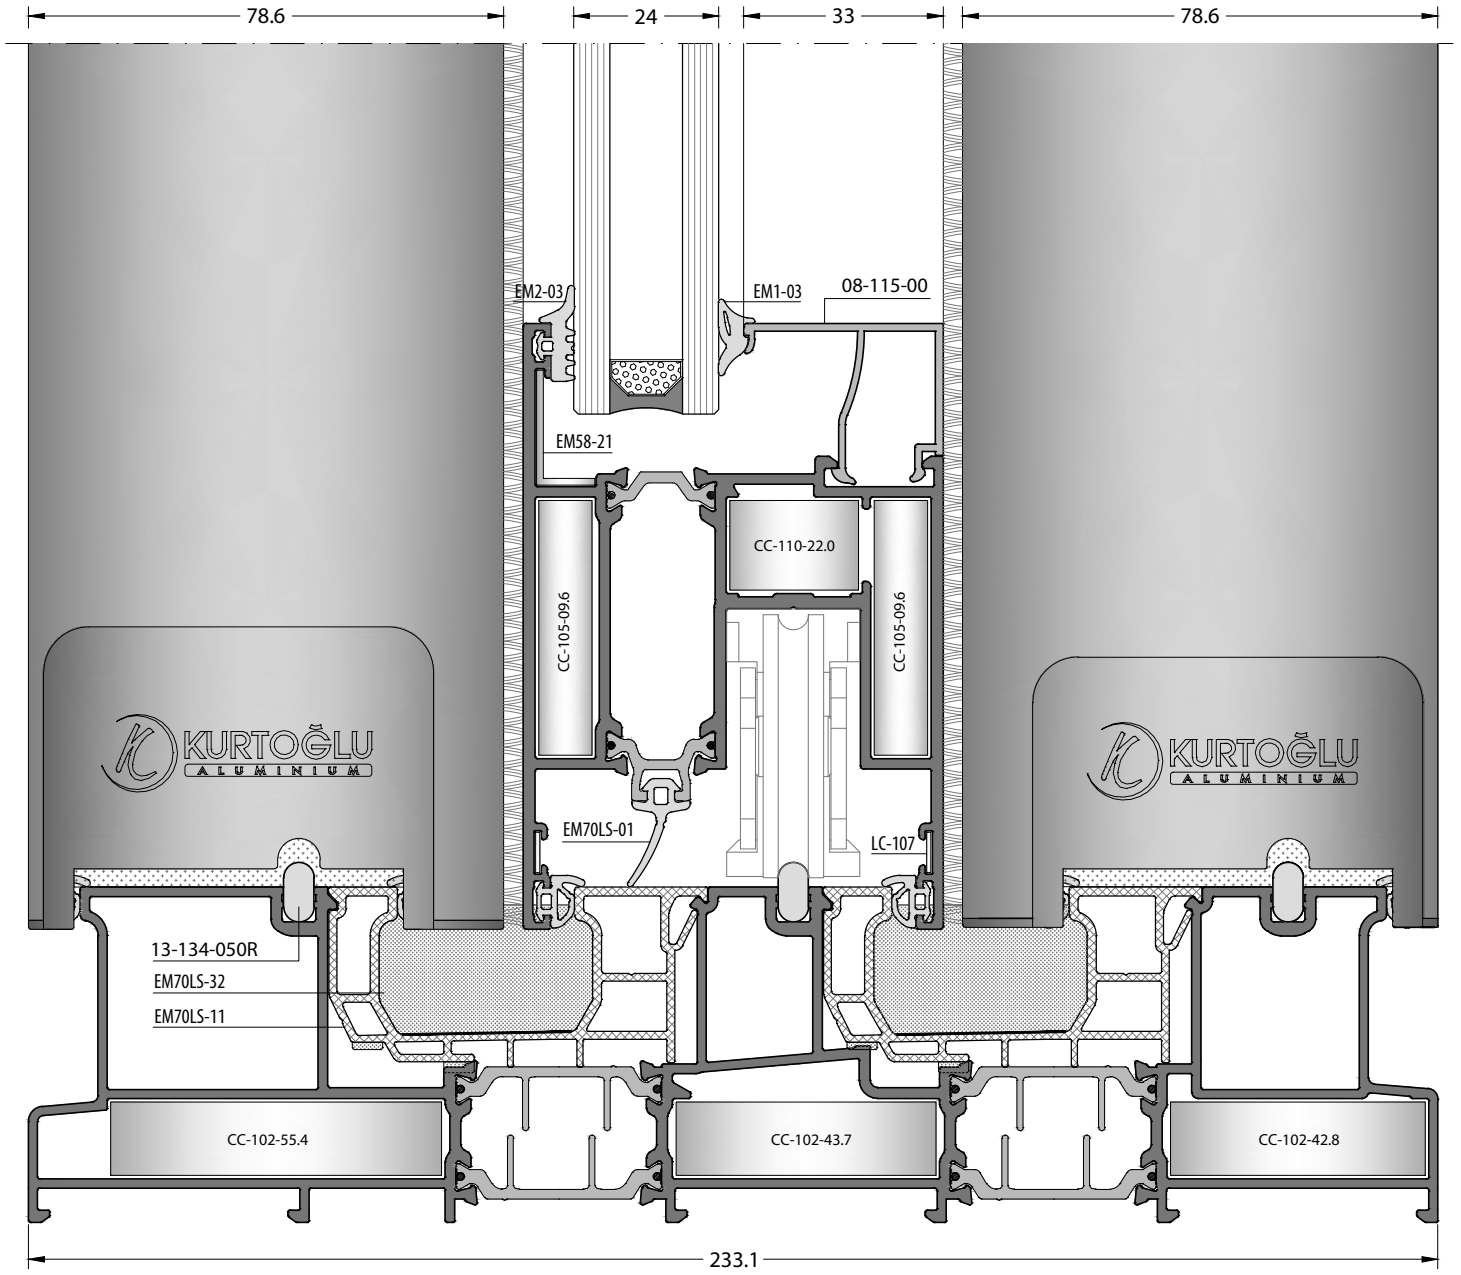 78.6
24
33
78.6
EM2-03
EM1-03
08-115-00
EM58-21
CC-110-22.0
CC-105-09.6
CC-105-09.6
KURTOĞLU
ALUMINIUM
KURTOĞLU
ALUMINIUM
EM70LS-01
LC-107
13-134-050R
EM70LS-32
EM70LS-11
CC-102-55.4
CC-102-43.7
CC-102-42.8
233.1